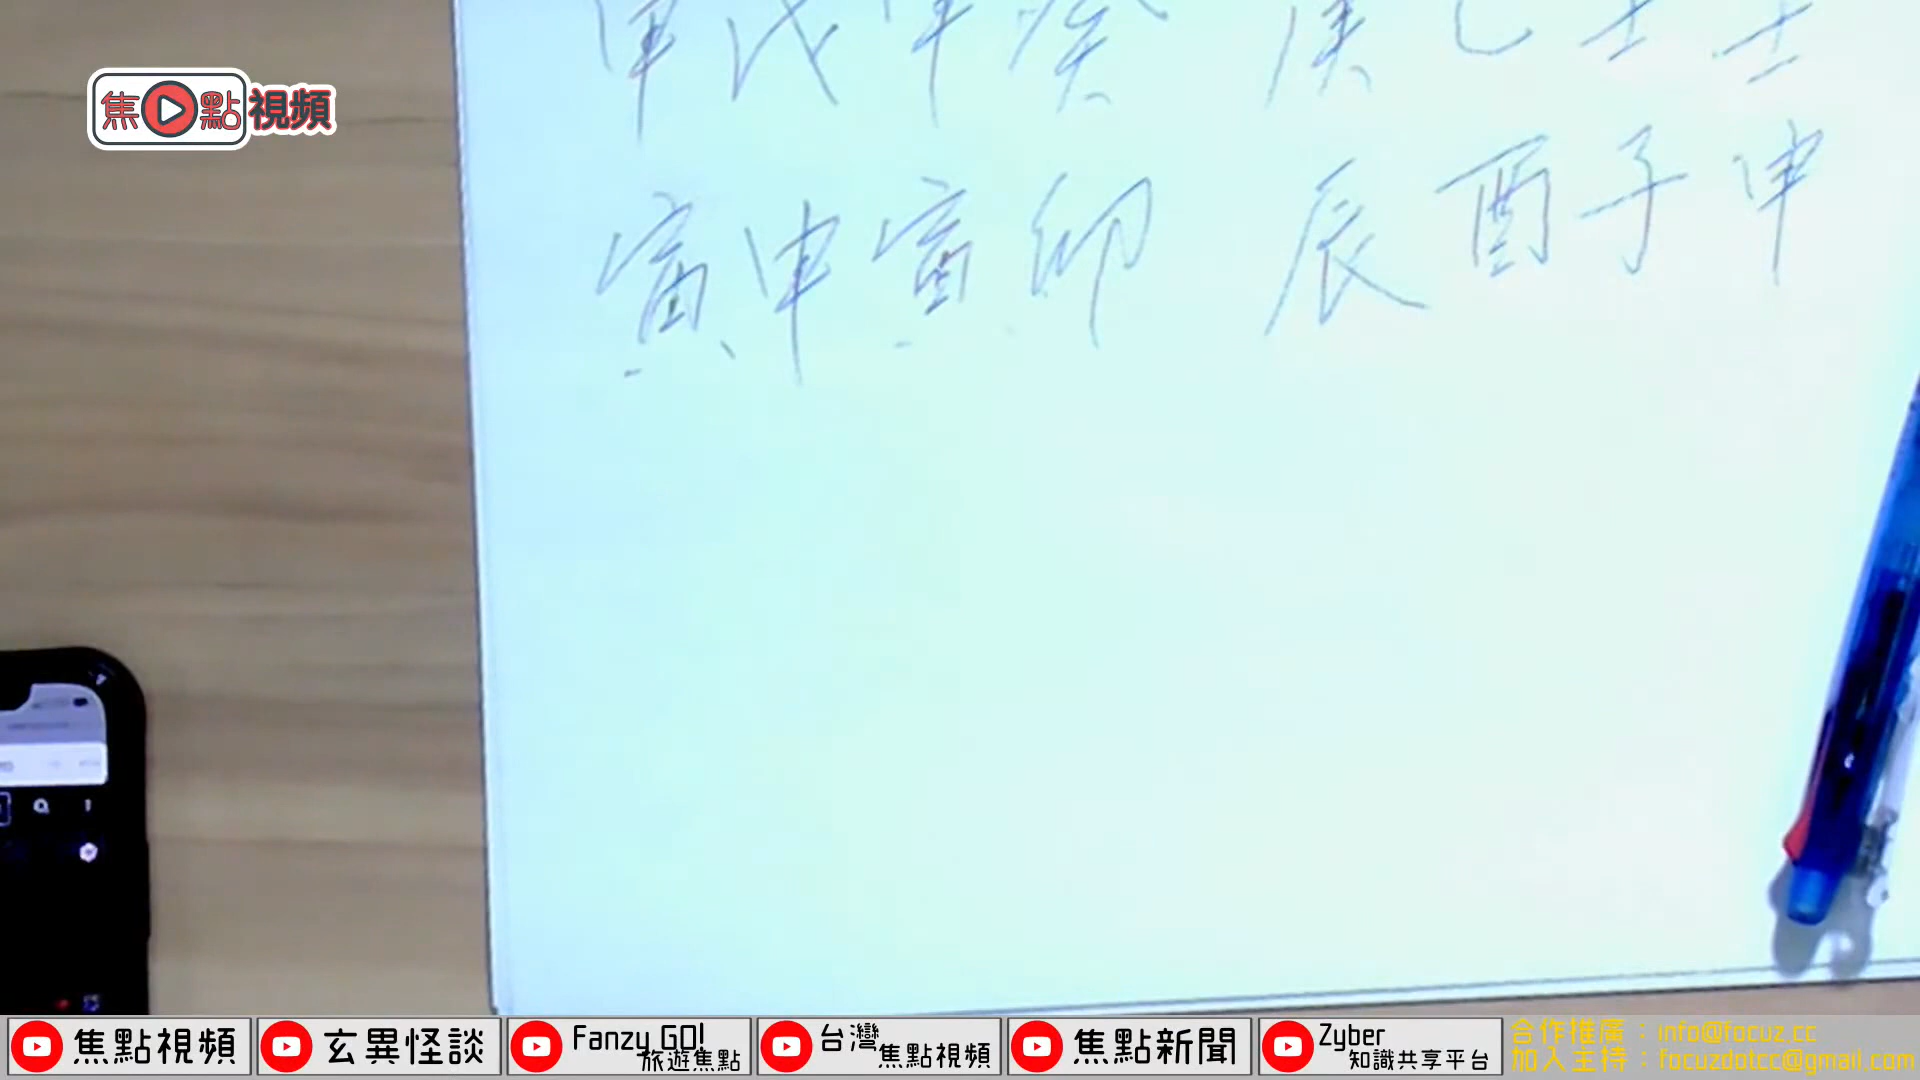 焦點視頻
甲戊甲癸 庚己壬壬
寅申寅卯 辰酉子申
焦點視頻
玄異怪談
Fanzy GO!
旅遊焦點
台灣
焦點視頻
焦點新聞
Zyber
知識共享平台
合作推廣：info@focuz.cc
加入主持：focuzdotcc@gmail.com